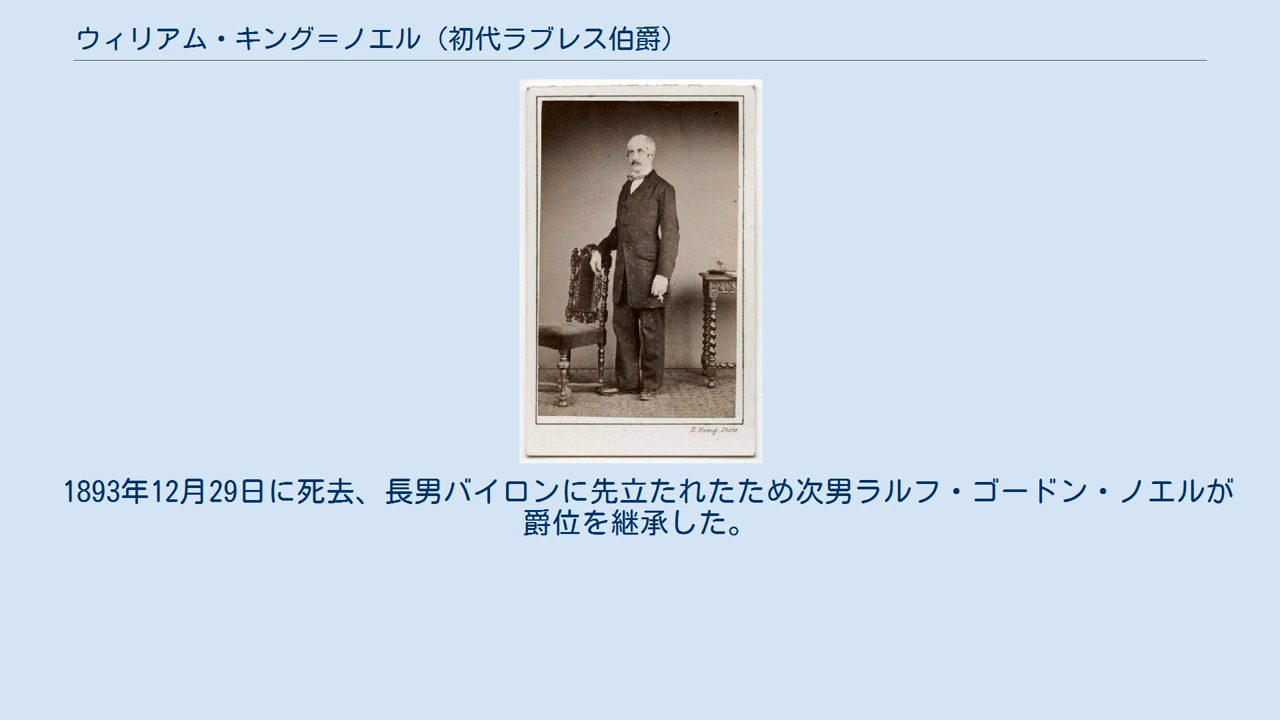 ウィリアム・キング＝ノエル（初代ラブレス伯爵）
H. Hering, Photo
1893年12月29日に死去、長男バイロンに先立たれたため次男ラルフ・ゴードン・ノエルが
爵位を継承した。